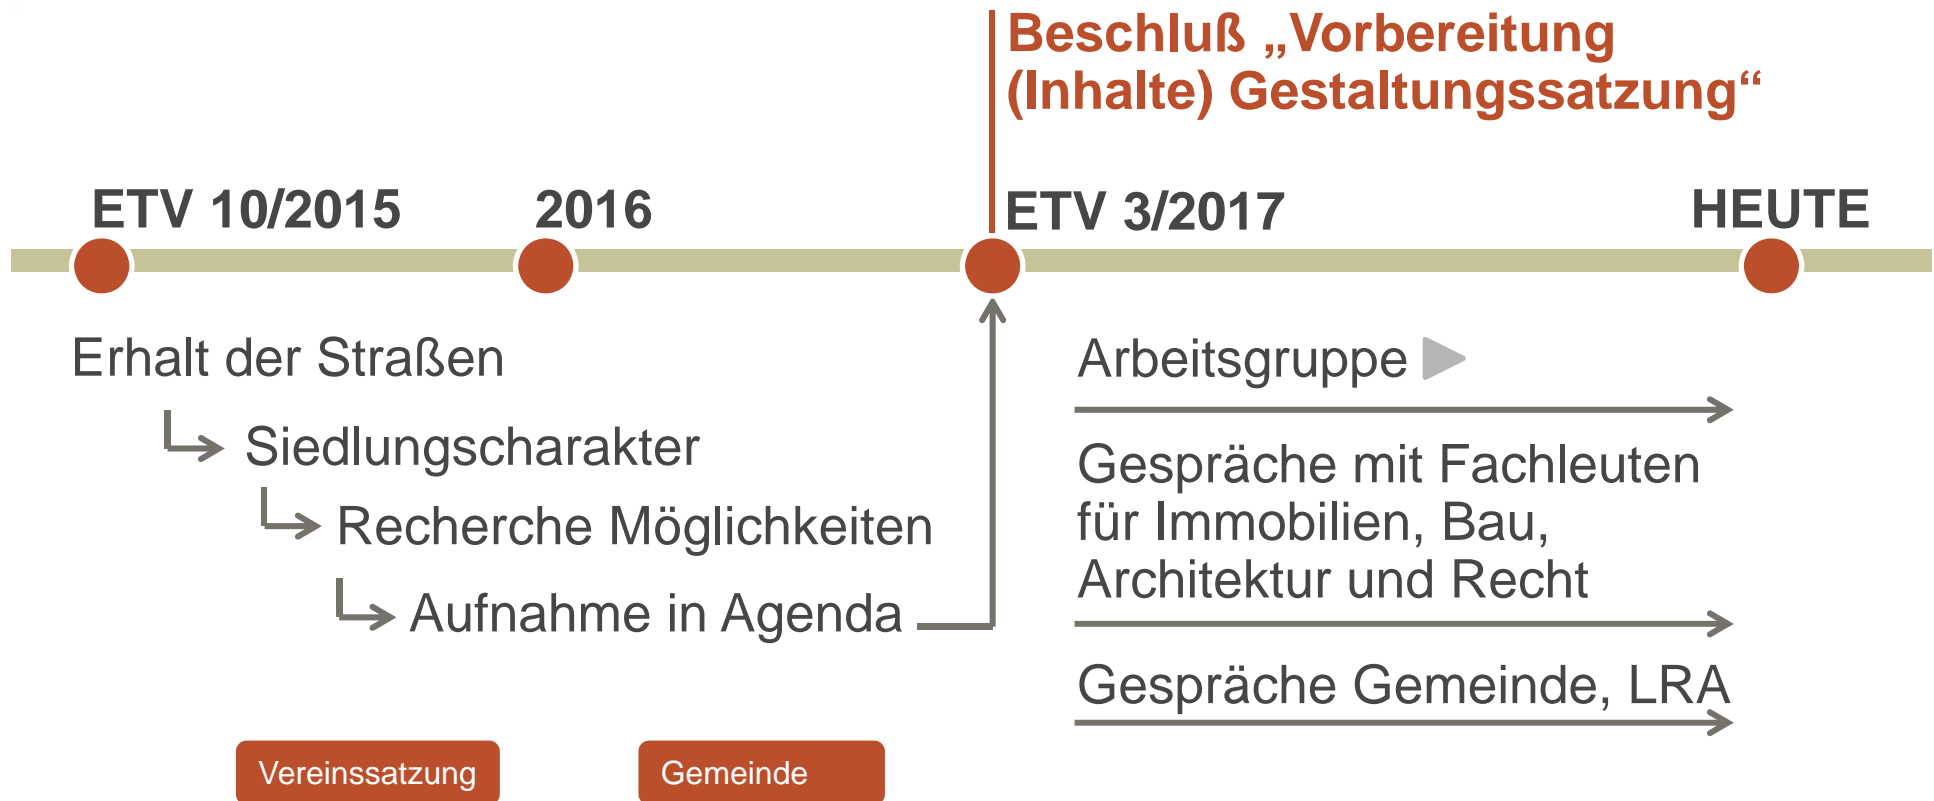 Beschluß „Vorbereitung
(Inhalte) Gestaltungssatzung“
ETV 10/2015
2016
ETV 3/2017
HEUTE
Erhalt der Straßen
Siedlungscharakter
Recherche Möglichkeiten
Aufnahme in Agenda
Arbeitsgruppe
Gespräche mit Fachleuten
für Immobilien, Bau,
Architektur und Recht
Gespräche Gemeinde, LRA
Vereinssatzung
Gemeinde